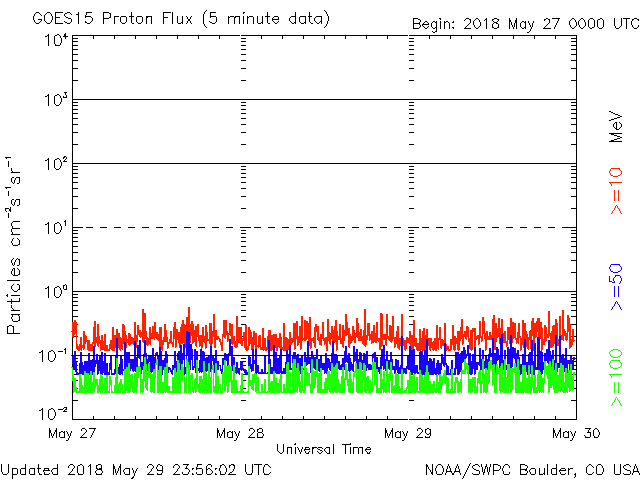 GOES15 Proton Flux (5 minute data)
Begin: 2018 May 27 0000 UTC
10⁴
10³
10²
10¹
10⁰
10⁻¹
10⁻²
Particles cm⁻²s⁻¹sr⁻¹
MeV
>=10
>=50
>=100
May 27
May 28
May 29
May 30
Universal Time
Updated 2018 May 29 23:56:02 UTC
NOAA/SWPC Boulder, CO USA